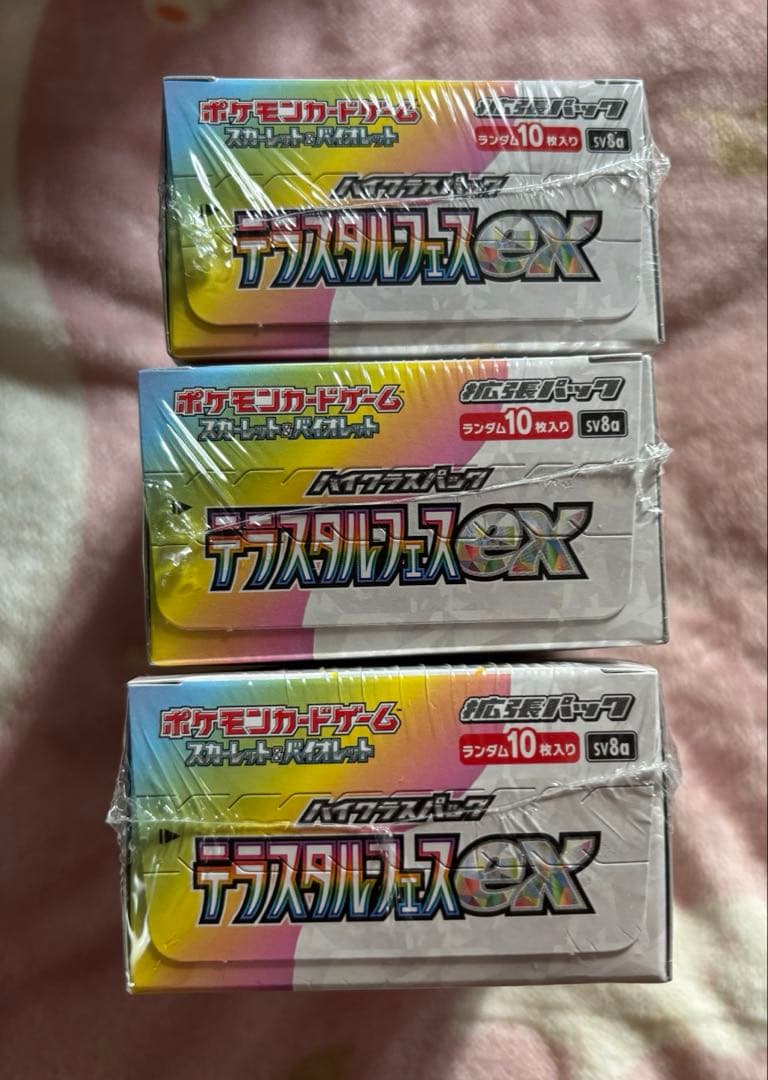 ポケモンカードゲーム
スカーレット&バイオレット
拡張パック
ランダム10枚入り sv8a
ハイクラスパック
テラスタルフェスex
ポケモンカードゲーム
スカーレット&バイオレット
拡張パック
ランダム10枚入り sv8a
ハイクラスパック
テラスタルフェスex
ポケモンカードゲーム
スカーレット&バイオレット
拡張パック
ランダム10枚入り sv8a
ハイクラスパック
テラスタルフェスex